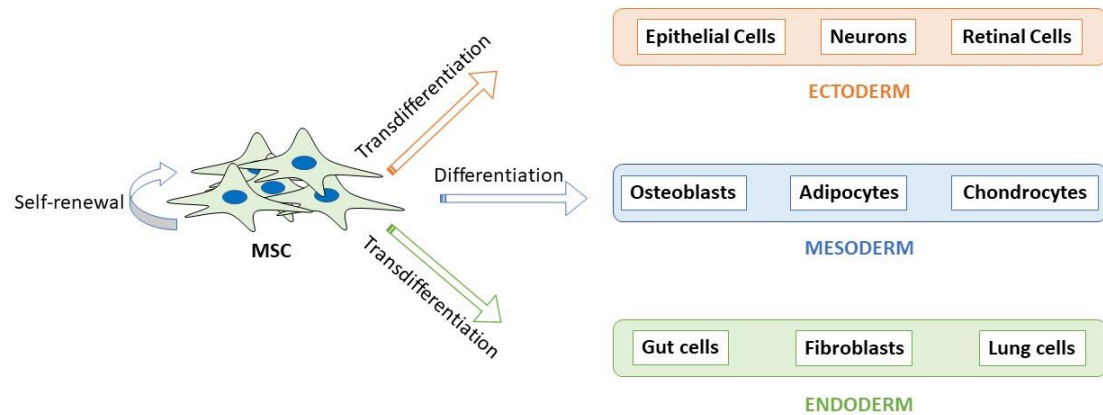 Self-renewal
MSC
Transdifferentiation
Differentiation
Transdifferentiation
Epithelial Cells
Neurons
Retinal Cells
ECTODERM
Osteoblasts
Adipocytes
Chondrocytes
MESODERM
Gut cells
Fibroblasts
Lung cells
ENDODERM